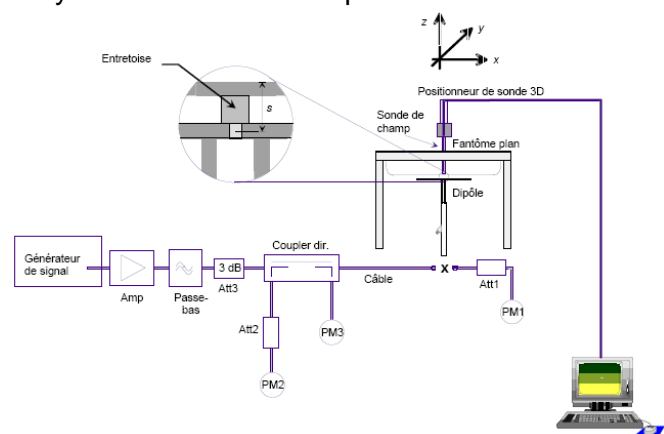 z
y
x
Entretoise
s
Positionneur de sonde 3D
Sonde de
champ
Fantôme plan
Dipôle
Générateur
de signal
Amp
Passe-
bas
3 dB
Att3
Coupler dir.
Câble
X
Att1
PM1
Att2
PM3
PM2